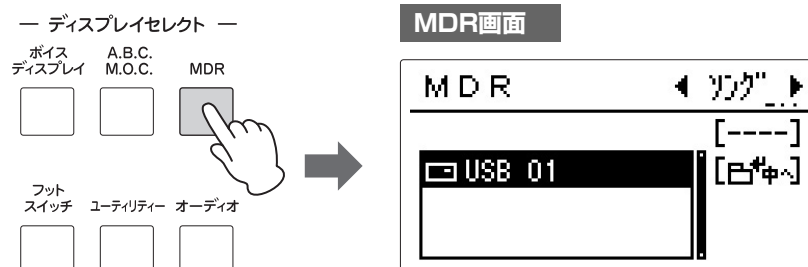 ― ディスプレイセレクト ―
ボイス
ディスプレイ
A.B.C.
M.O.C.
MDR
フット
スイッチ
ユーティリティー
オーディオ
MDR画面
MDR
ソング
[----]
USB 01
[中へ]